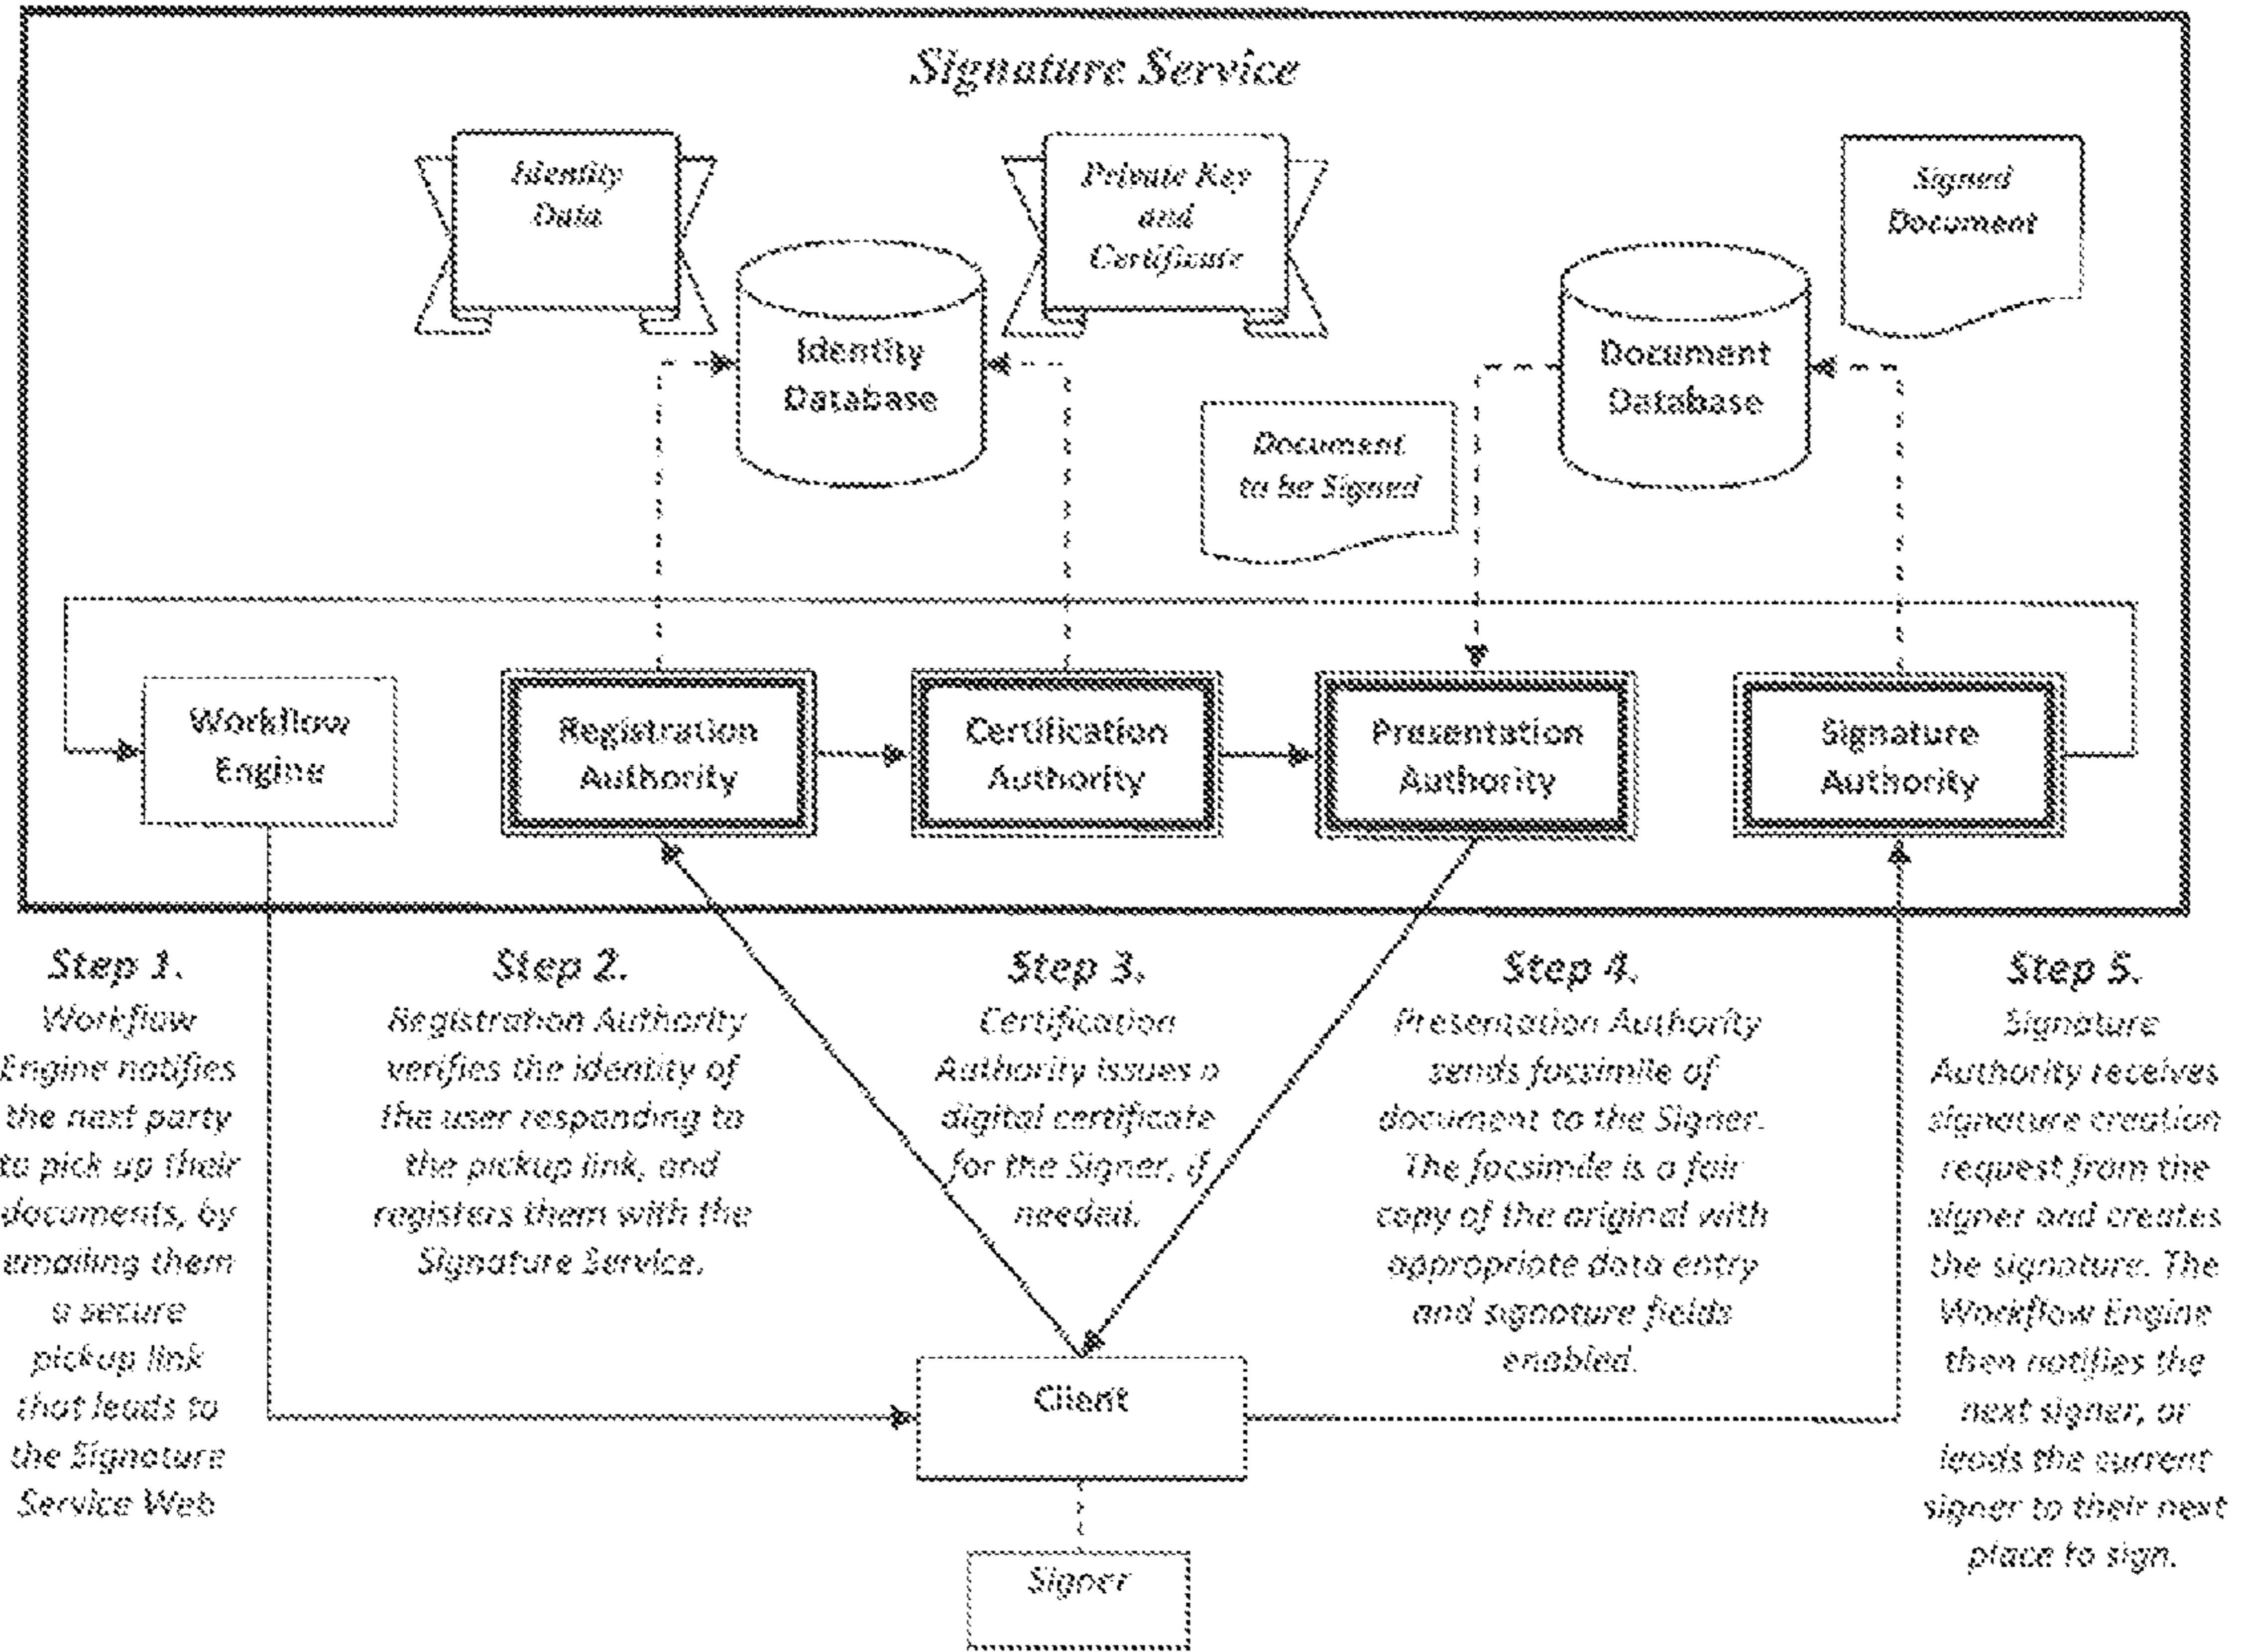 Signature Service
Identity
Data
Private Key
and
Certificate
Signed
Document
Identity
Database
Document
Database
Document
to be Signed
Workflow
Engine
Registration
Authority
Certification
Authority
Presentation
Authority
Signature
Authority
Step 1.
Workflow
Engine notifies
the next party
to pick up their
documents, by
emailing them
a secure
pickup link
that leads to
the Signature
Service Web
Step 2.
Registration Authority
verifies the identity of
the user responding to
the pickup link, and
registers them with the
Signature Service.
Step 3.
Certification
Authority issues a
digital certificate
for the Signer, if
needed.
Step 4.
Presentation Authority
sends facsimile of
document to the Signer.
The facsimile is a fair
copy of the original with
appropriate data entry
and signature fields
enabled.
Step 5.
Signature
Authority receives
signature creation
request from the
signer and creates
the signature. The
Workflow Engine
then notifies the
next signer, or
leads the current
signer to their next
place to sign.
Client
Signer